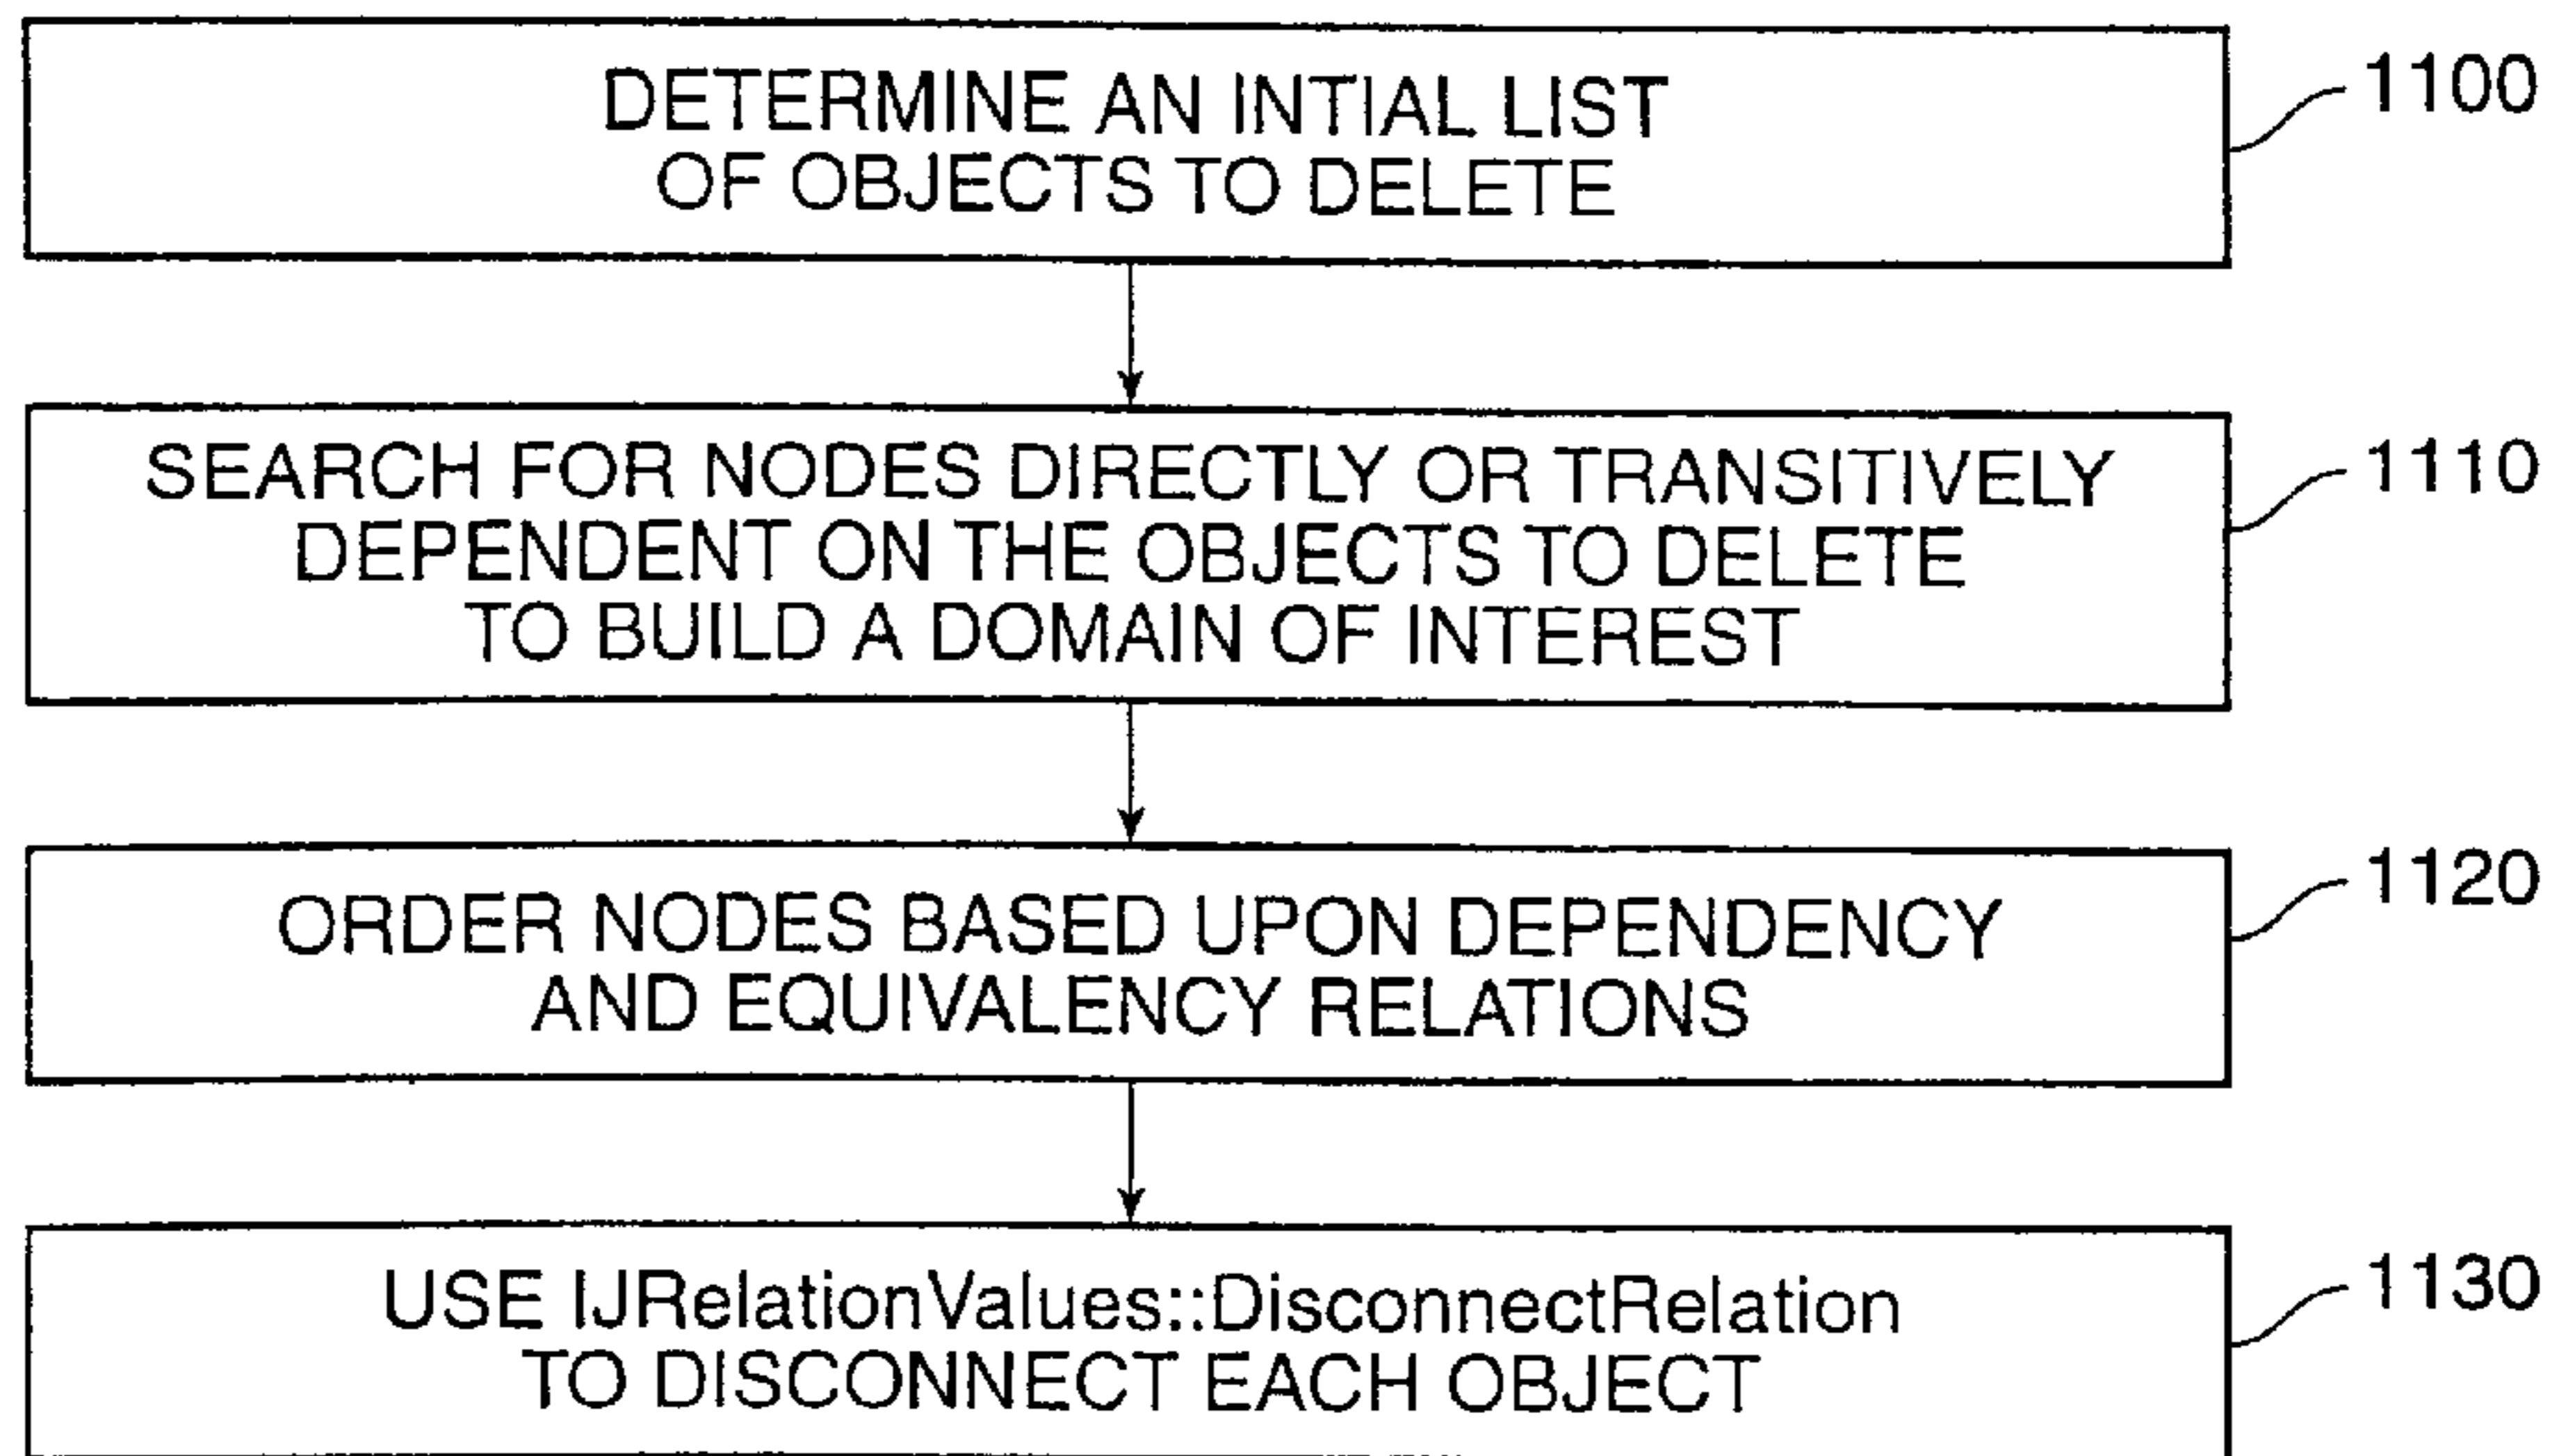 DETERMINE AN INTIAL LIST
OF OBJECTS TO DELETE
1100
SEARCH FOR NODES DIRECTLY OR TRANSITIVELY
DEPENDENT ON THE OBJECTS TO DELETE
TO BUILD A DOMAIN OF INTEREST
1110
ORDER NODES BASED UPON DEPENDENCY
AND EQUIVALENCY RELATIONS
1120
USE IJRelationValues::DisconnectRelation
TO DISCONNECT EACH OBJECT
1130